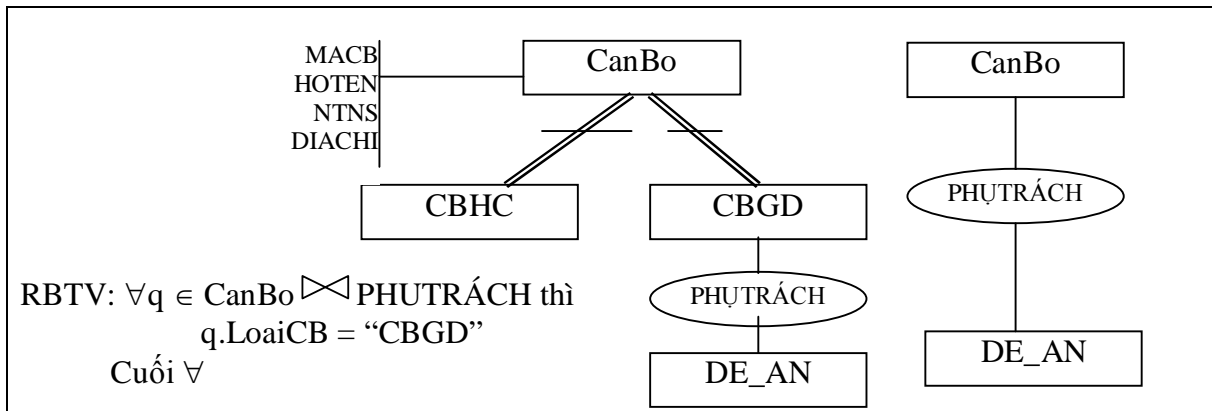 MACB
HOTEN
NTNS
DIACHI
CanBo
CBHC
CBGD
PHỤTRÁCH
DE_AN
CanBo
PHỤTRÁCH
DE_AN
RBTV: ∀q ∈ CanBo ⋈ PHUTRÁCH thì
q.LoaiCB = “CBGD”
Cuối ∀